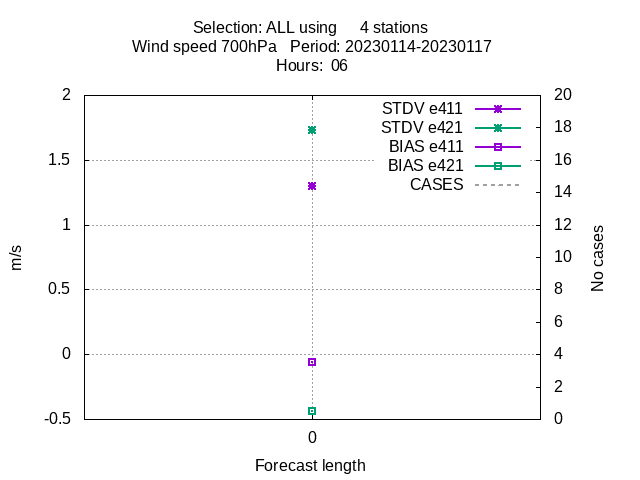 Selection: ALL using     4 stations
Wind speed 700hPa   Period: 20230114-20230117
Hours:  06
STDV e411
STDV e421
BIAS e411
BIAS e421
CASES
2
1.5
1
0.5
0
-0.5
20
18
16
14
12
10
8
6
4
2
0
m/s
No cases
0
Forecast length